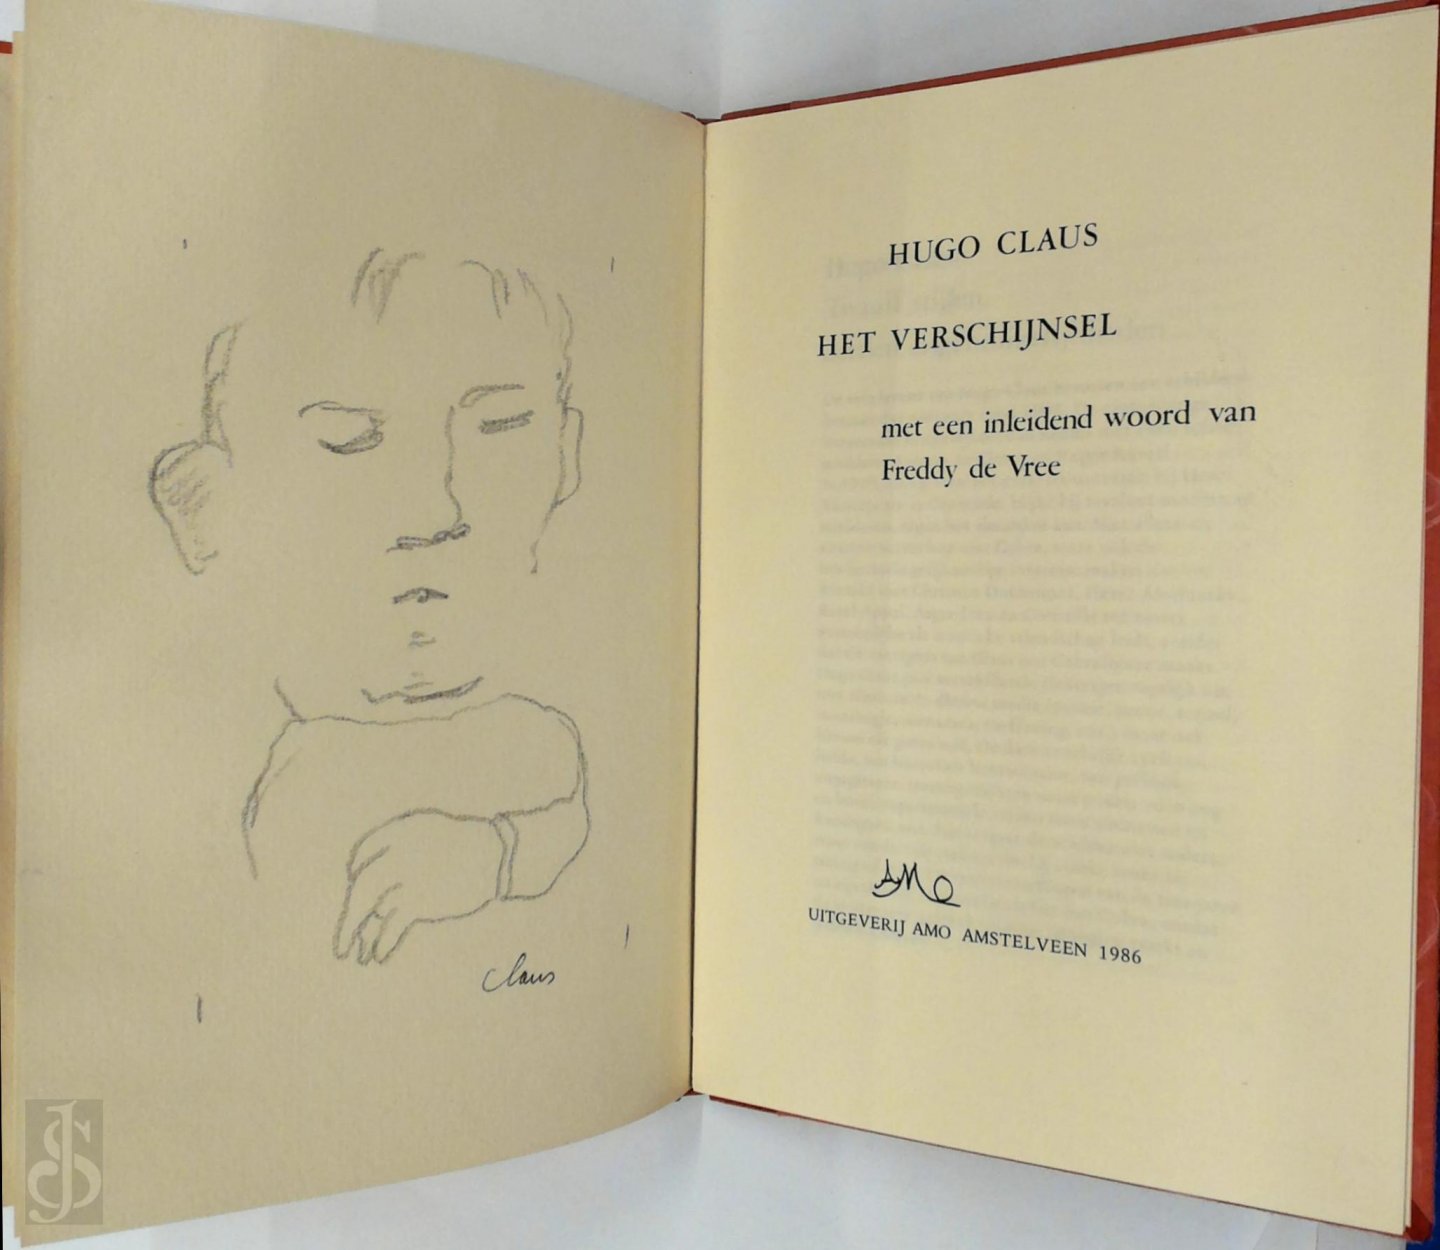 claus
HUGO CLAUS
HET VERSCHIJNSEL
met een inleidend woord van
Freddy de Vree
AMO
UITGEVERIJ AMO AMSTELVEEN 1986